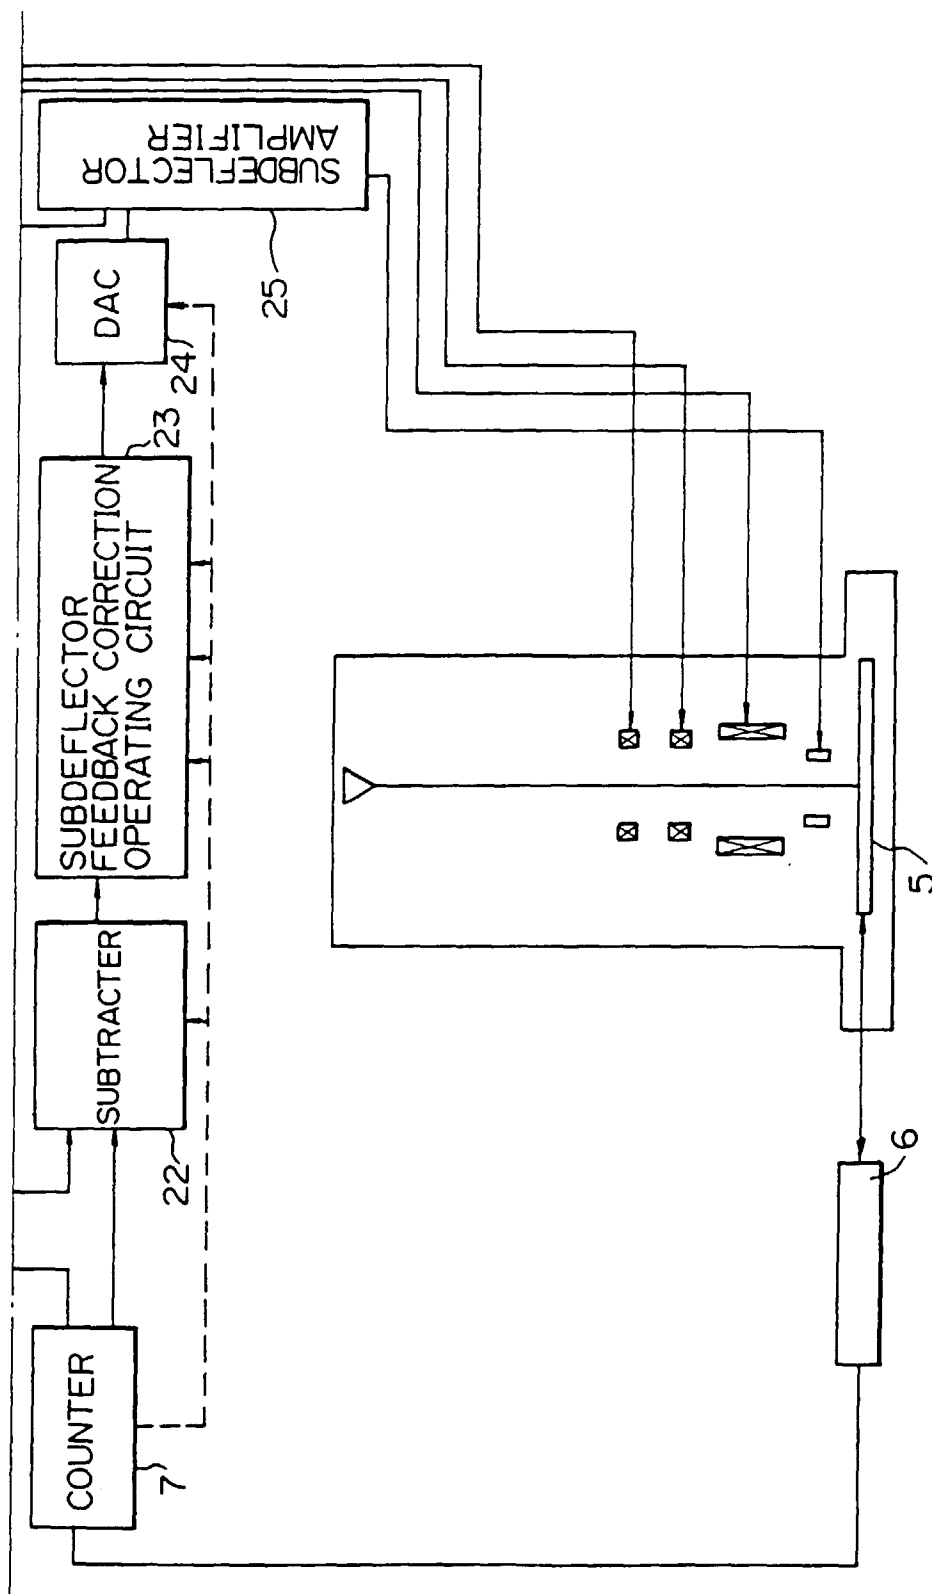 COUNTER
7
SUBTRACTER
22
SUBDEFLECTOR
FEEDBACK CORRECTION
OPERATING CIRCUIT
23
DAC
24
SUBDEFLECTOR
AMPLIFIER
25
5
6